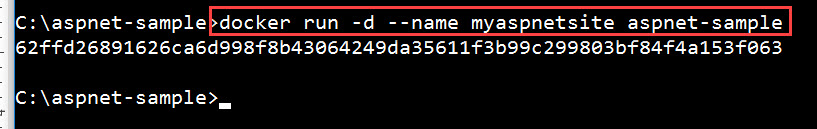 C:\aspnet-sample>docker run -d --name myaspnetsite aspnet-sample
62ffd26891626ca6d998f8b43064249da35611f3b99c299803bf84f4a153f063
C:\aspnet-sample>_